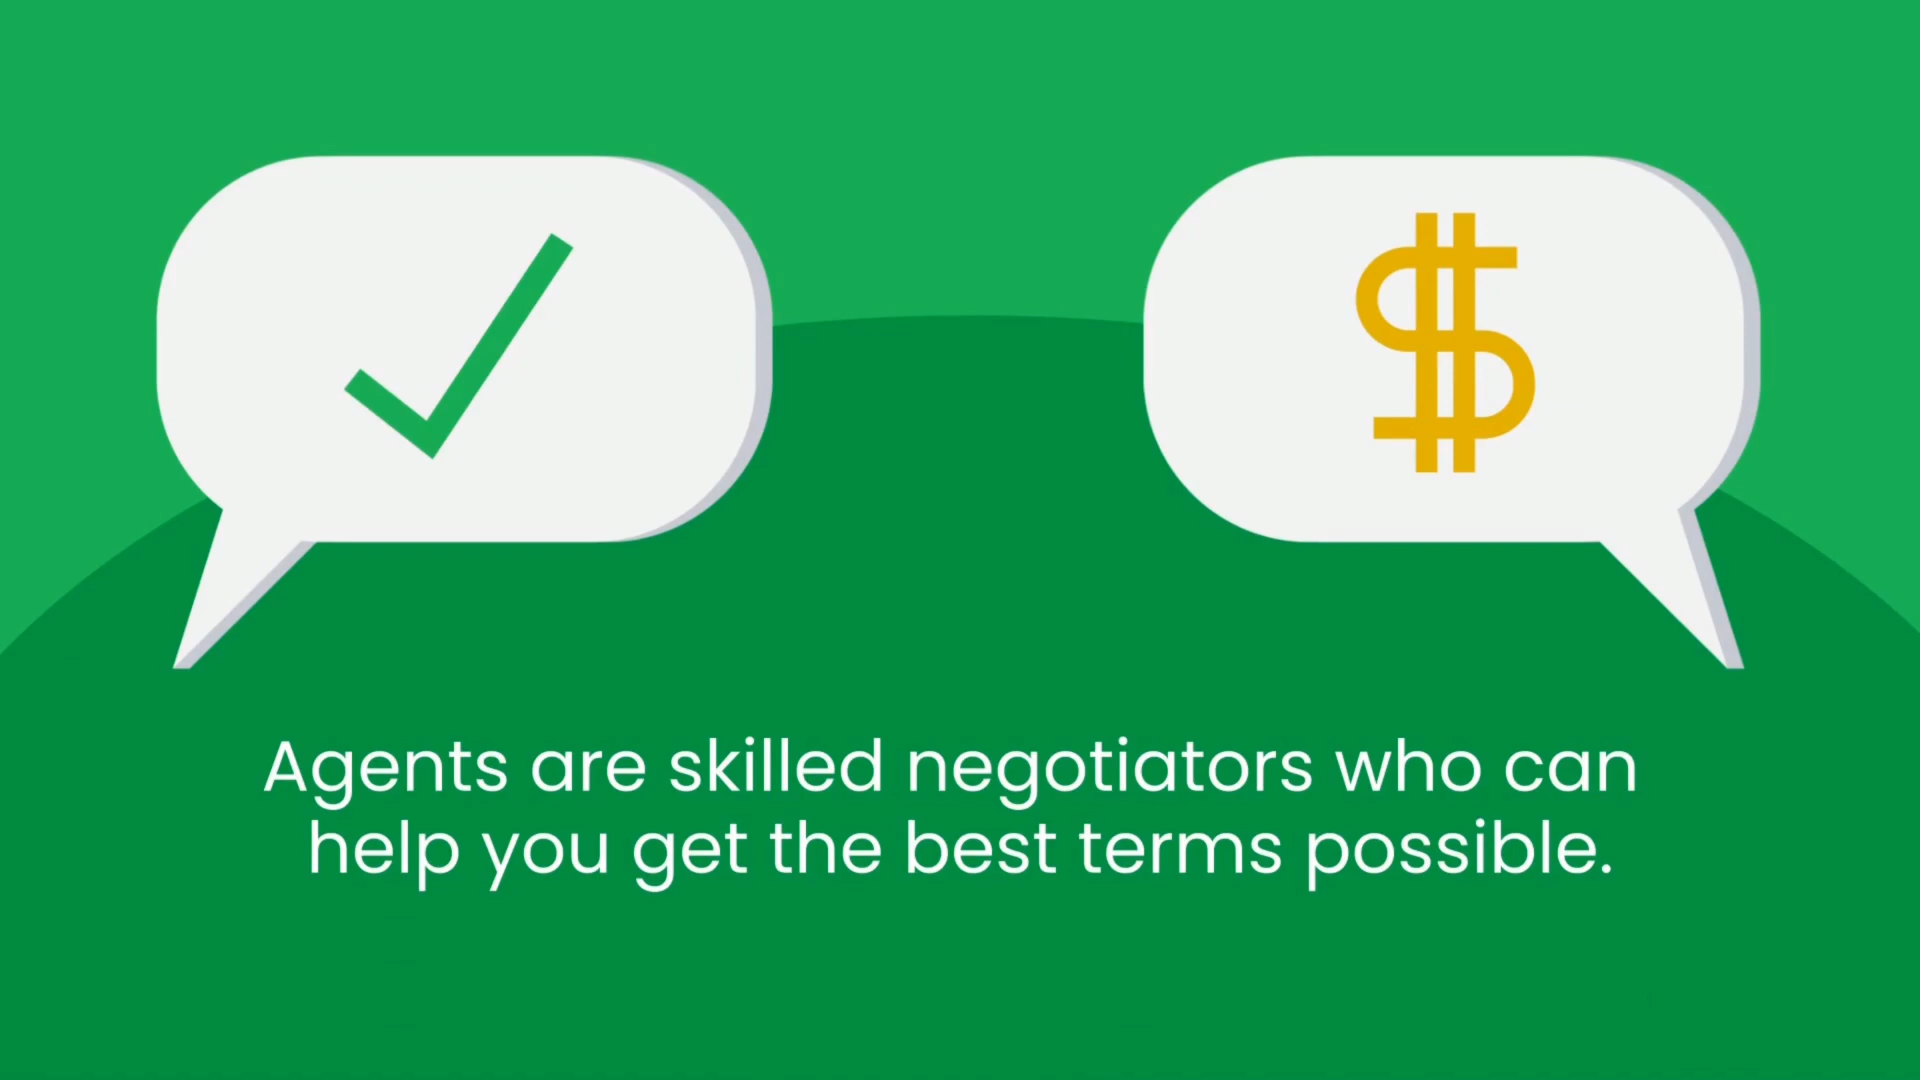 $
Agents are skilled negotiators who can
help you get the best terms possible.